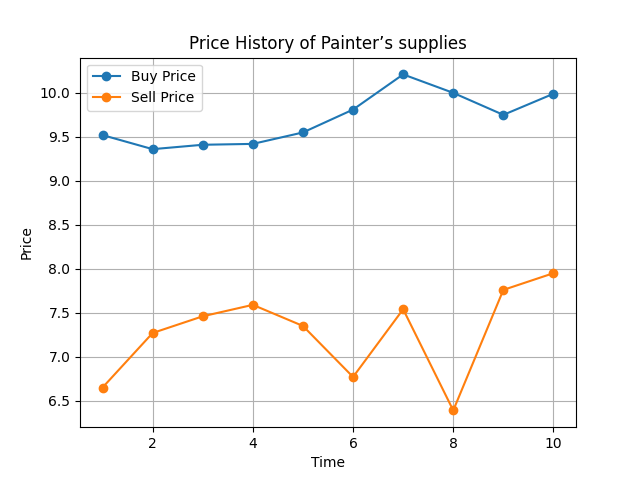 Price History of Painter’s supplies
Buy Price
Sell Price
Price
10.0
9.5
9.0
8.5
8.0
7.5
7.0
6.5
2 4 6 8 10
Time